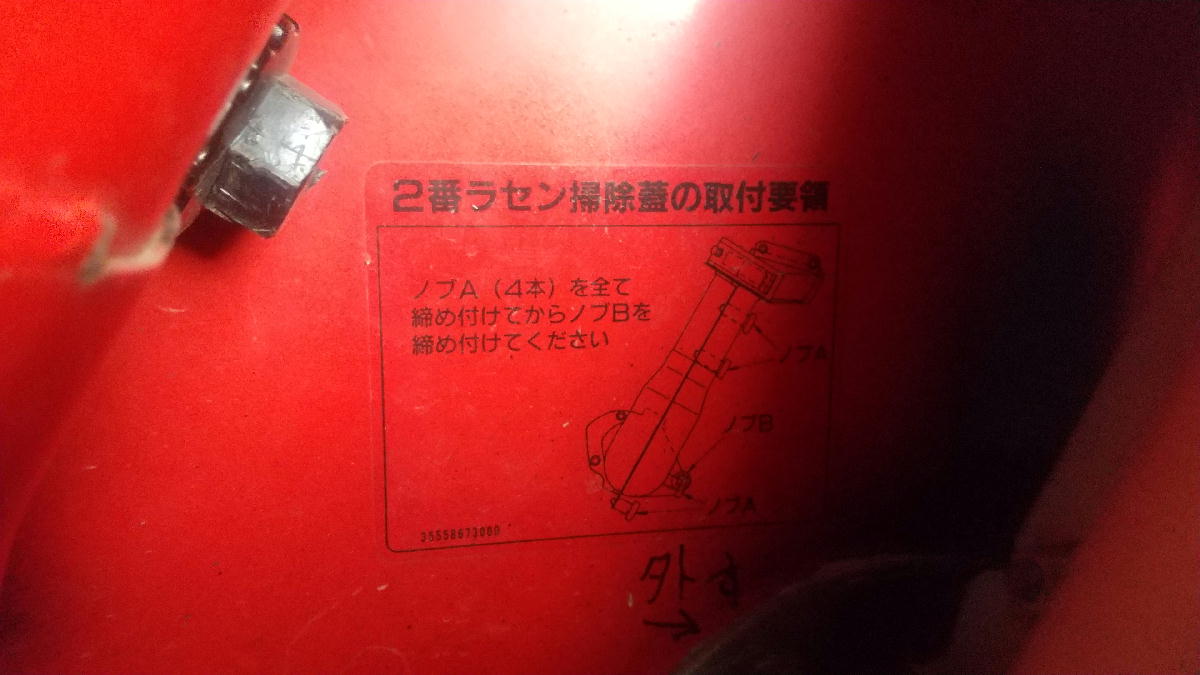 2番ラセン掃除蓋の取付要領
ノブA(4本)を全て
締め付けてからノブBを
締め付けてください
ノブA
ノブB
ノブA
35558673000
外す
→